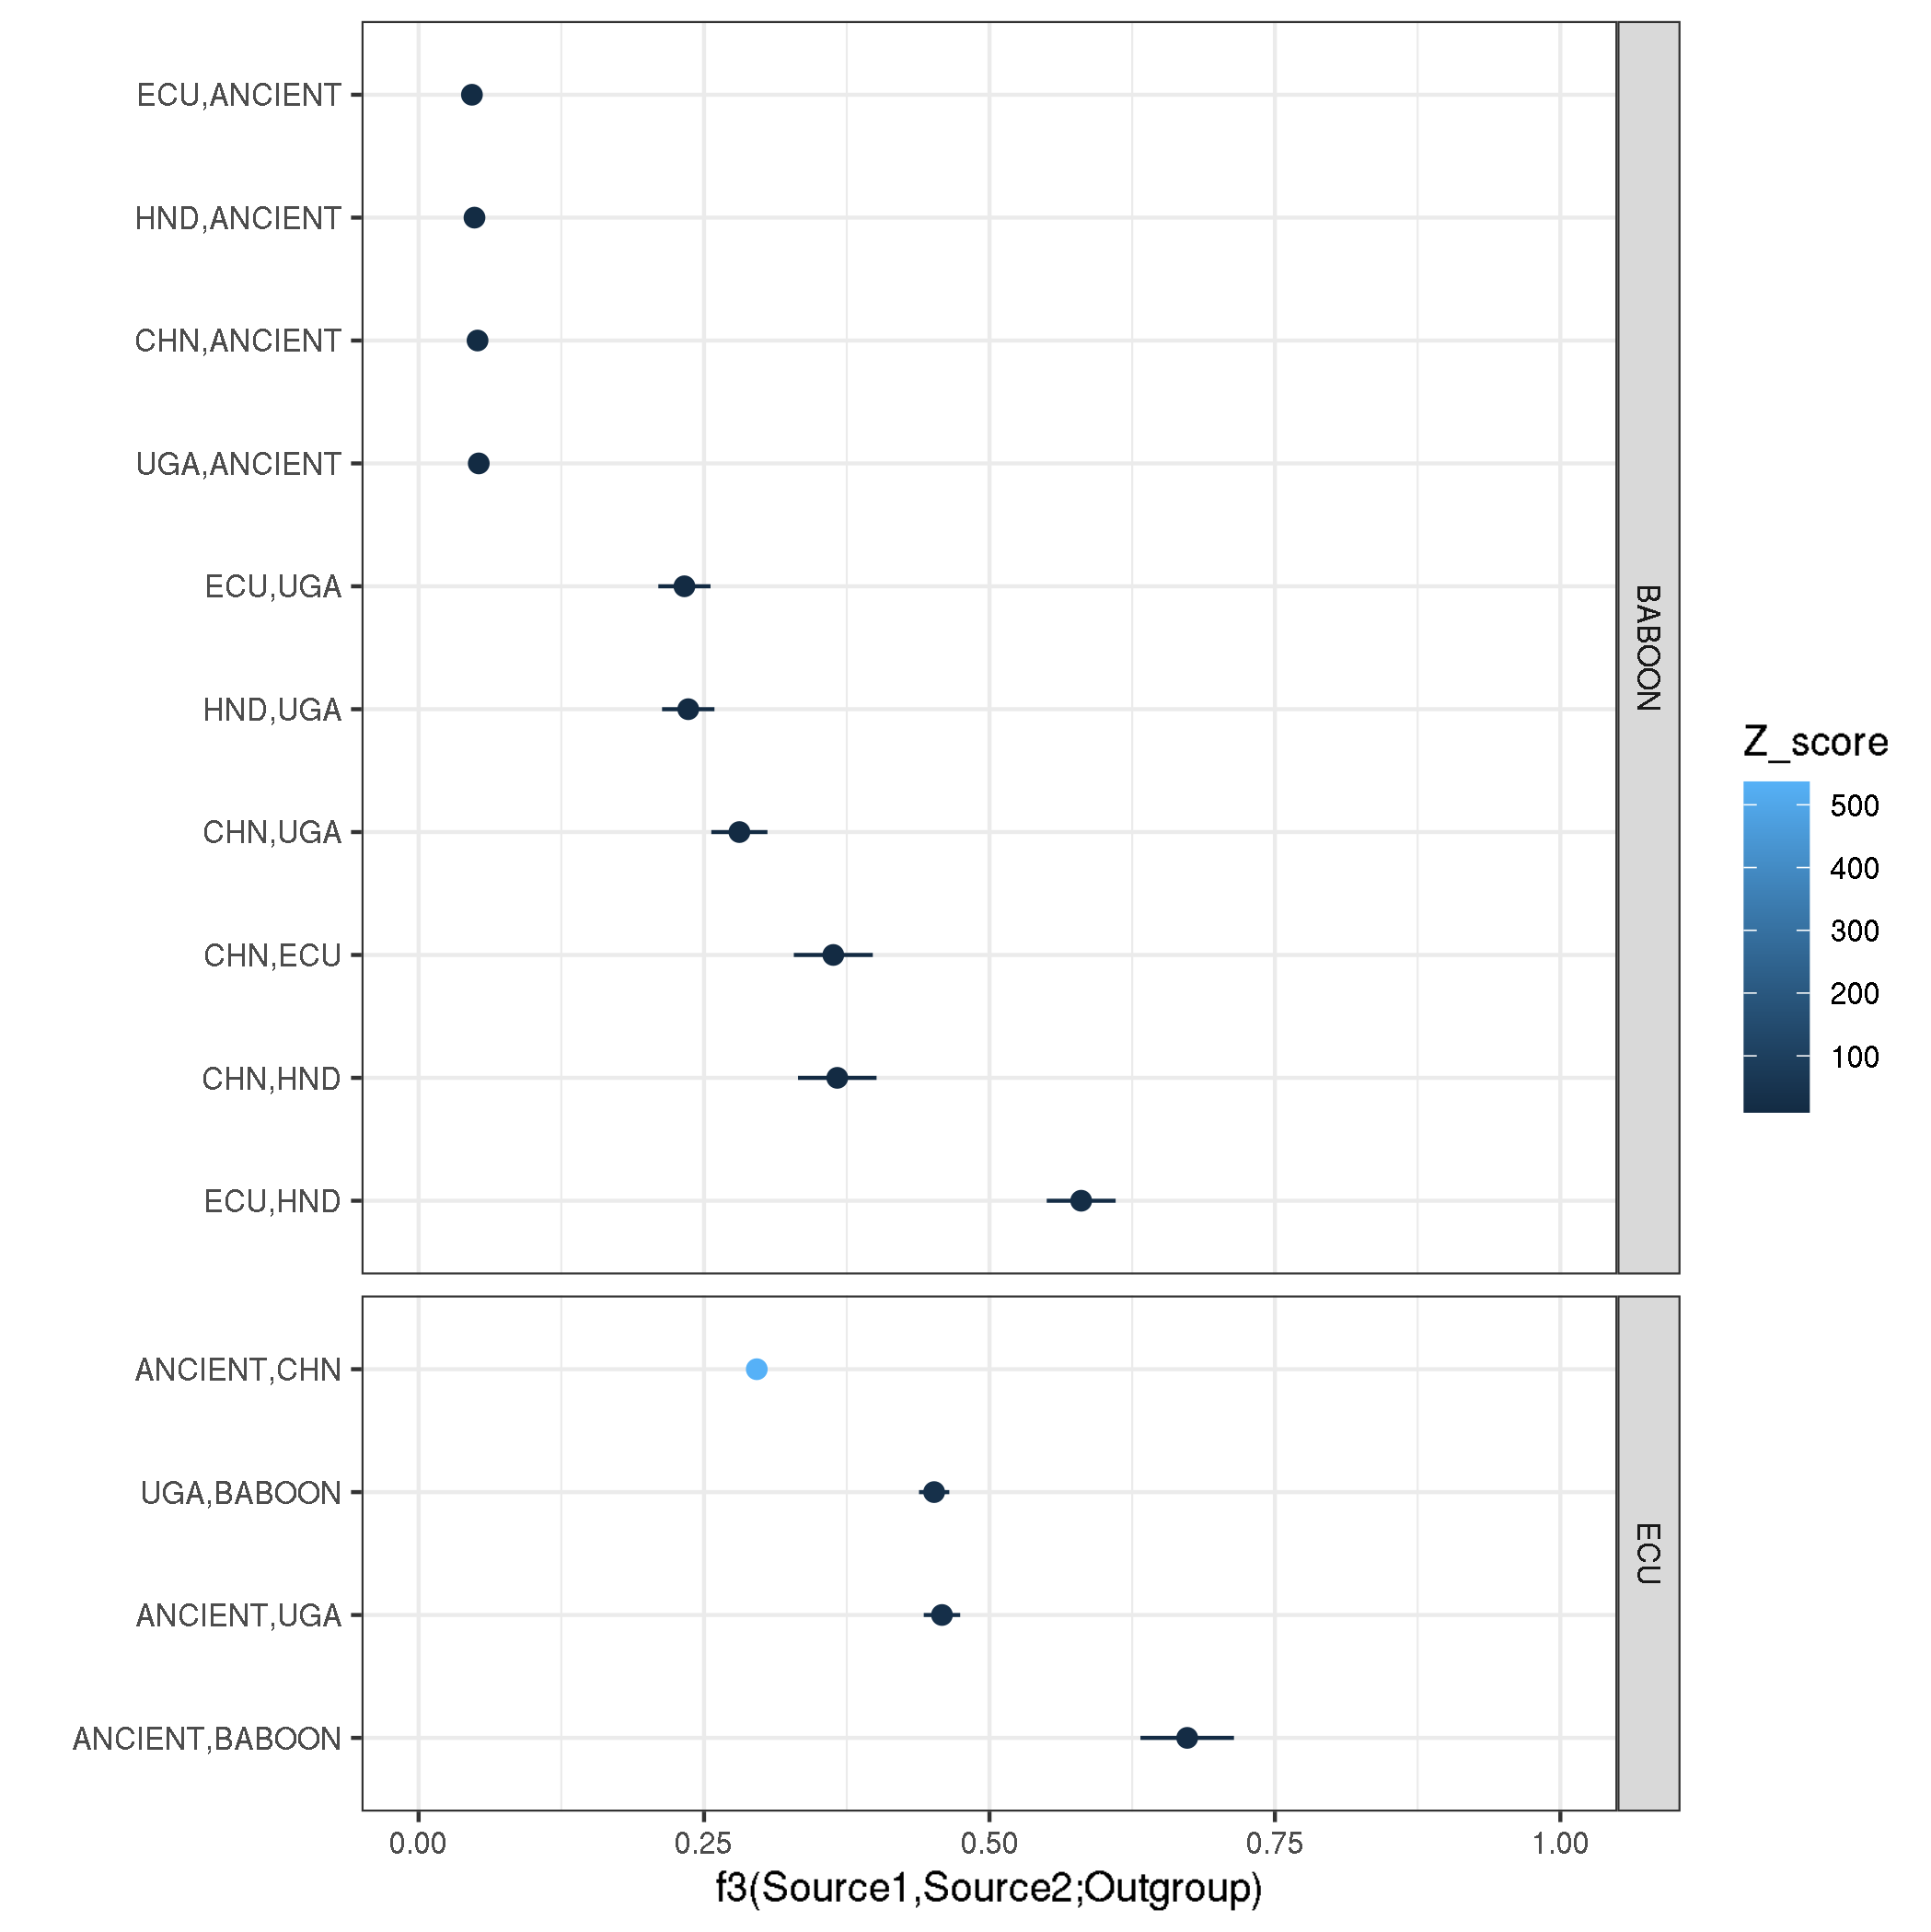 ECU,ANCIENT
HND,ANCIENT
CHN,ANCIENT
UGA,ANCIENT
ECU,UGA
HND,UGA
CHN,UGA
CHN,ECU
CHN,HND
ECU,HND
BABOON
ANCIENT,CHN
UGA,BABOON
ANCIENT,UGA
ANCIENT,BABOON
ECU
0.00 0.25 0.50 0.75 1.00
f3(Source1,Source2;Outgroup)
Z_score
500
400
300
200
100